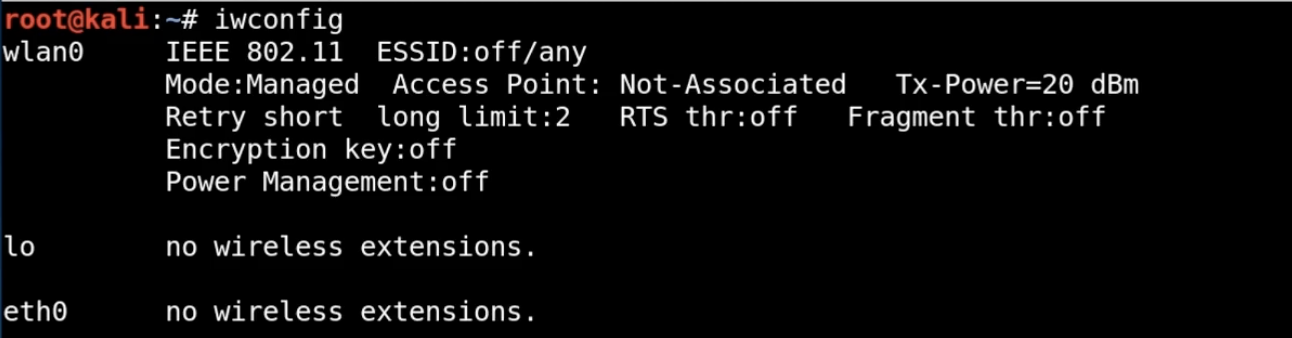 root@kali:~# iwconfig
wlan0     IEEE 802.11  ESSID:off/any
          Mode:Managed  Access Point: Not-Associated   Tx-Power=20 dBm
          Retry short  long limit:2   RTS thr:off   Fragment thr:off
          Encryption key:off
          Power Management:off

lo        no wireless extensions.

eth0      no wireless extensions.